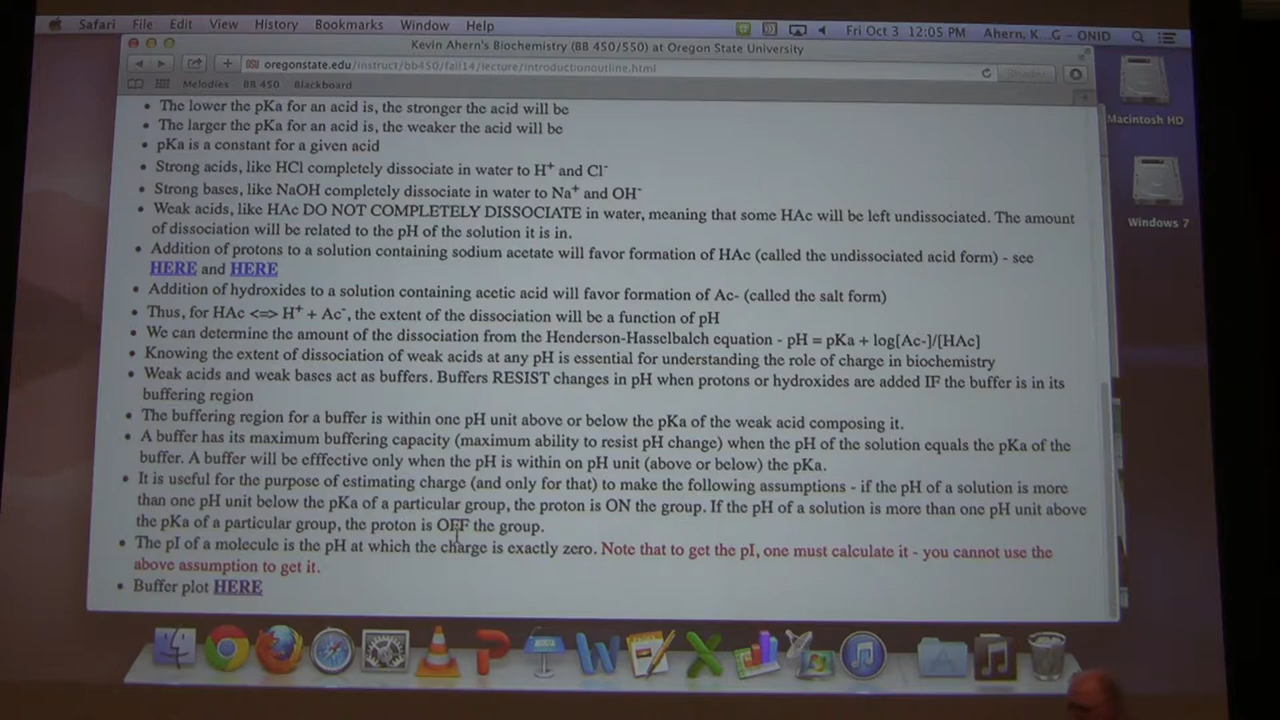 Safari File Edit View History Bookmarks Window Help Fri Oct 3 12:05 PM Ahern, K... G - ONID
Kevin Ahern's Biochemistry (BB 450/550) at Oregon State University
oregonstate.edu/instruct/bb450/fall14/lecture/introductionoutline.html Reader
Melodies BB 450 Blackboard
• The lower the pKa for an acid is, the stronger the acid will be
• The larger the pKa for an acid is, the weaker the acid will be
• pKa is a constant for a given acid
• Strong acids, like HCl completely dissociate in water to H⁺ and Cl⁻
• Strong bases, like NaOH completely dissociate in water to Na⁺ and OH⁻
• Weak acids, like HAc DO NOT COMPLETELY DISSOCIATE in water, meaning that some HAc will be left undissociated. The amount
of dissociation will be related to the pH of the solution it is in.
• Addition of protons to a solution containing sodium acetate will favor formation of HAc (called the undissociated acid form) - see
HERE and HERE
• Addition of hydroxides to a solution containing acetic acid will favor formation of Ac- (called the salt form)
• Thus, for HAc <=> H⁺ + Ac⁻, the extent of the dissociation will be a function of pH
• We can determine the amount of the dissociation from the Henderson-Hasselbalch equation - pH = pKa + log[Ac-]/[HAc]
• Knowing the extent of dissociation of weak acids at any pH is essential for understanding the role of charge in biochemistry
• Weak acids and weak bases act as buffers. Buffers RESIST changes in pH when protons or hydroxides are added IF the buffer is in its
buffering region
• The buffering region for a buffer is within one pH unit above or below the pKa of the weak acid composing it.
• A buffer has its maximum buffering capacity (maximum ability to resist pH change) when the pH of the solution equals the pKa of the
buffer. A buffer will be efffective only when the pH is within on pH unit (above or below) the pKa.
• It is useful for the purpose of estimating charge (and only for that) to make the following assumptions - if the pH of a solution is more
than one pH unit below the pKa of a particular group, the proton is ON the group. If the pH of a solution is more than one pH unit above
the pKa of a particular group, the proton is OFF the group.
• The pI of a molecule is the pH at which the charge is exactly zero. Note that to get the pI, one must calculate it - you cannot use the
above assumption to get it.
• Buffer plot HERE
Macintosh HD
Windows 7